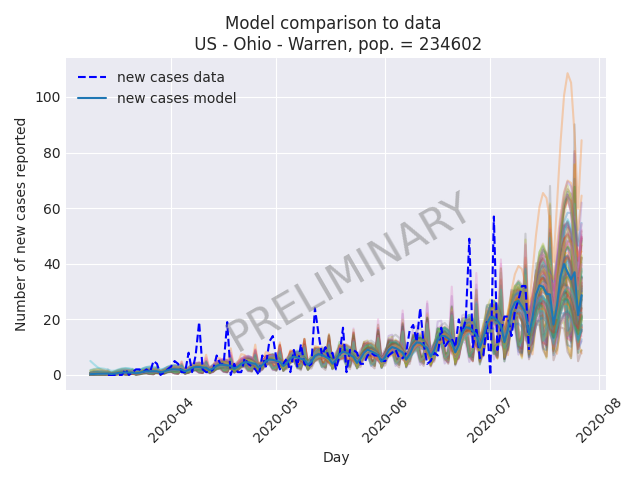 Model comparison to data
US - Ohio - Warren, pop. = 234602
new cases data
new cases model
Number of new cases reported
100
80
60
40
20
0
PRELIMINARY
2020-04
2020-05
2020-06
2020-07
2020-08
Day